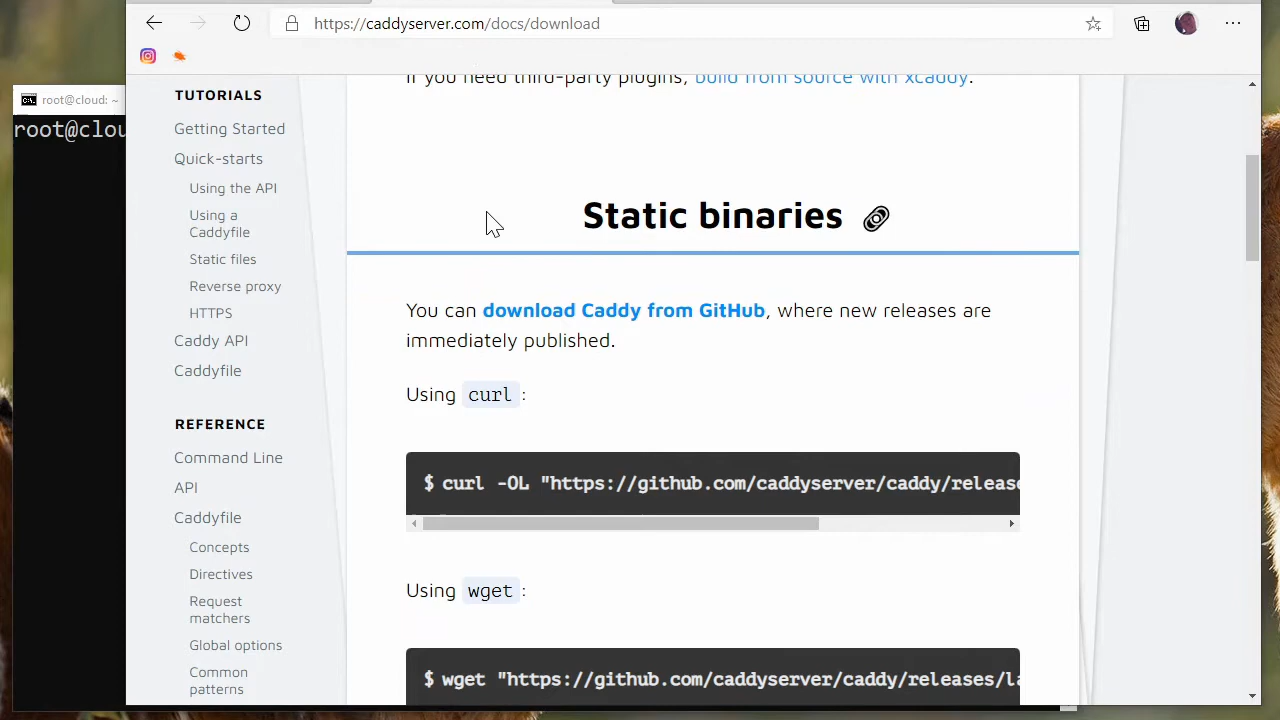 https://caddyserver.com/docs/download
root@cloud: ~
root@clou
If you need third-party plugins, build from source with xcaddy.
TUTORIALS
Getting Started
Quick-starts
Using the API
Using a
Caddyfile
Static files
Reverse proxy
HTTPS
Caddy API
Caddyfile
REFERENCE
Command Line
API
Caddyfile
Concepts
Directives
Request
matchers
Global options
Common
patterns
Static binaries
You can download Caddy from GitHub, where new releases are
immediately published.
Using curl:
$ curl -OL "https://github.com/caddyserver/caddy/release
Using wget:
$ wget "https://github.com/caddyserver/caddy/releases/la